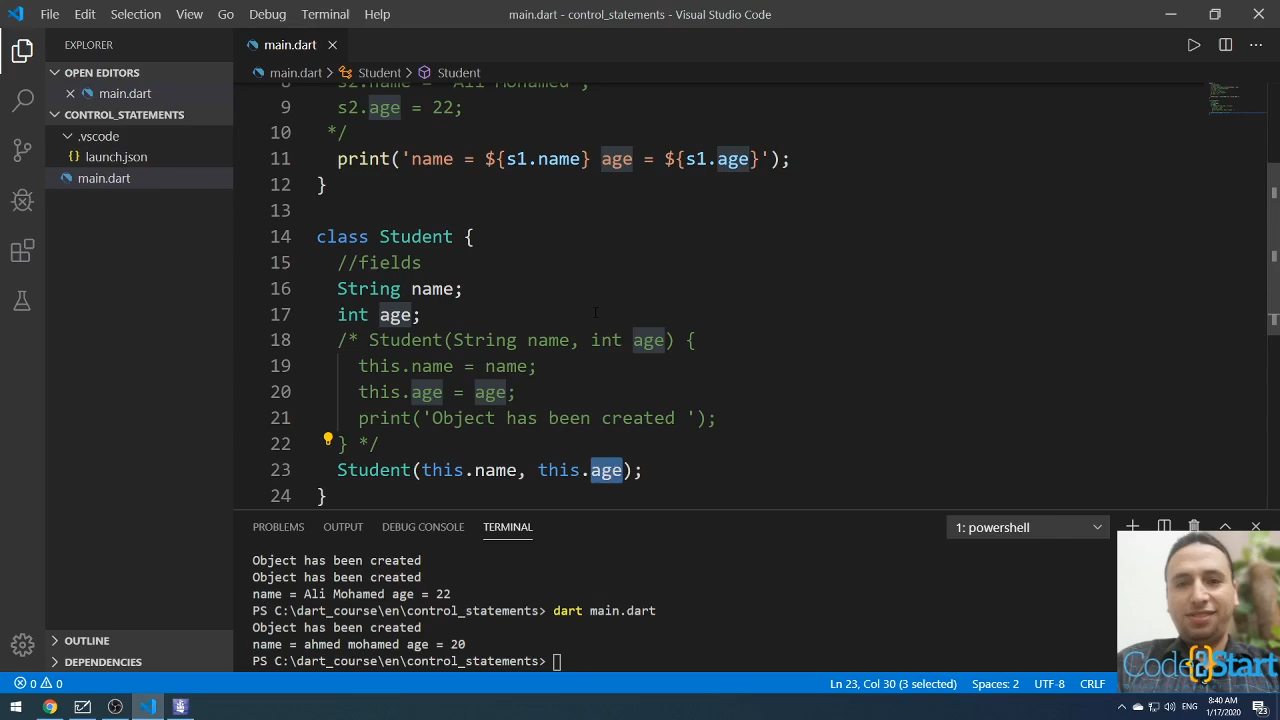 File Edit Selection View Go Debug Terminal Help
main.dart - control_statements - Visual Studio Code
EXPLORER
OPEN EDITORS
main.dart
CONTROL_STATEMENTS
.vscode
launch.json
main.dart
OUTLINE
DEPENDENCIES
main.dart
main.dart > Student > Student
8 s2.name = 'Ali Mohamed';
9 s2.age = 22;
10 */
11 print('name = ${s1.name} age = ${s1.age}');
12 }
13
14 class Student {
15 //fields
16 String name;
17 int age;
18 /* Student(String name, int age) {
19 this.name = name;
20 this.age = age;
21 print('Object has been created ');
22 } */
23 Student(this.name, this.age);
24 }
PROBLEMS OUTPUT DEBUG CONSOLE TERMINAL 1: powershell
Object has been created
Object has been created
name = Ali Mohamed age = 22
PS C:\dart_course\en\control_statements> dart main.dart
Object has been created
name = ahmed mohamed age = 20
PS C:\dart_course\en\control_statements>
Code{2}Start
0 0 Ln 23, Col 30 (3 selected) Spaces: 2 UTF-8 CRLF
ENG 8:40 AM
1/17/2020 23